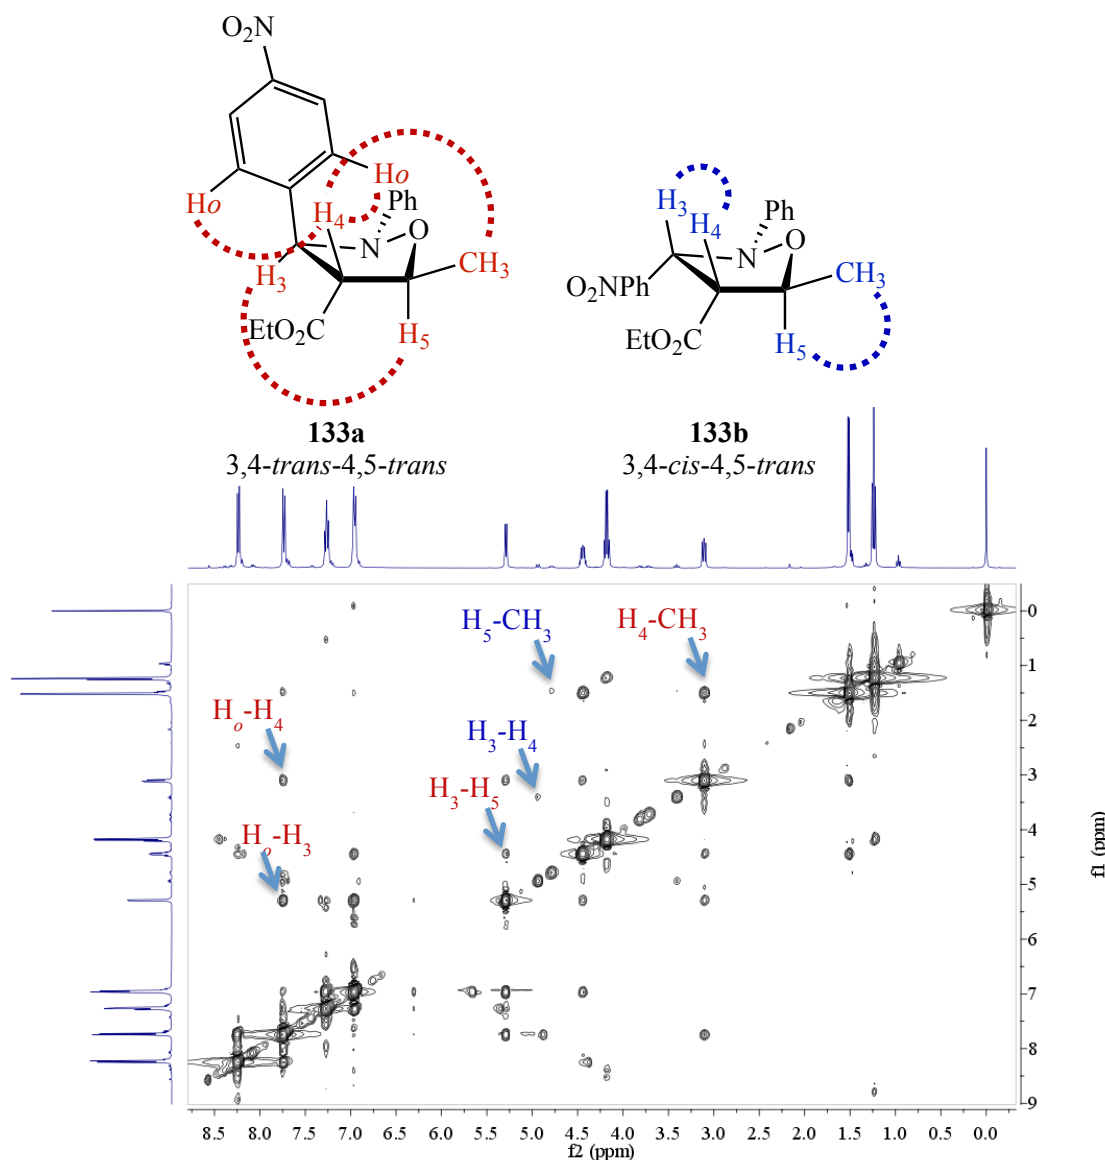 O₂N
Ho
Ho
H₄
Ph
N
O
H₃
CH₃
EtO₂C
H₅
H₃
H₄
Ph
N
O
O₂NPh
CH₃
EtO₂C
H₅
133a
3,4-trans-4,5-trans
133b
3,4-cis-4,5-trans
H₅-CH₃
H₄-CH₃
Hₒ-H₄
H₃-H₄
H₃-H₅
Hₒ-H₃
0
1
2
3
4
5
6
7
8
9
f1 (ppm)
8.5 8.0 7.5 7.0 6.5 6.0 5.5 5.0 4.5 4.0 3.5 3.0 2.5 2.0 1.5 1.0 0.5 0.0
f2 (ppm)